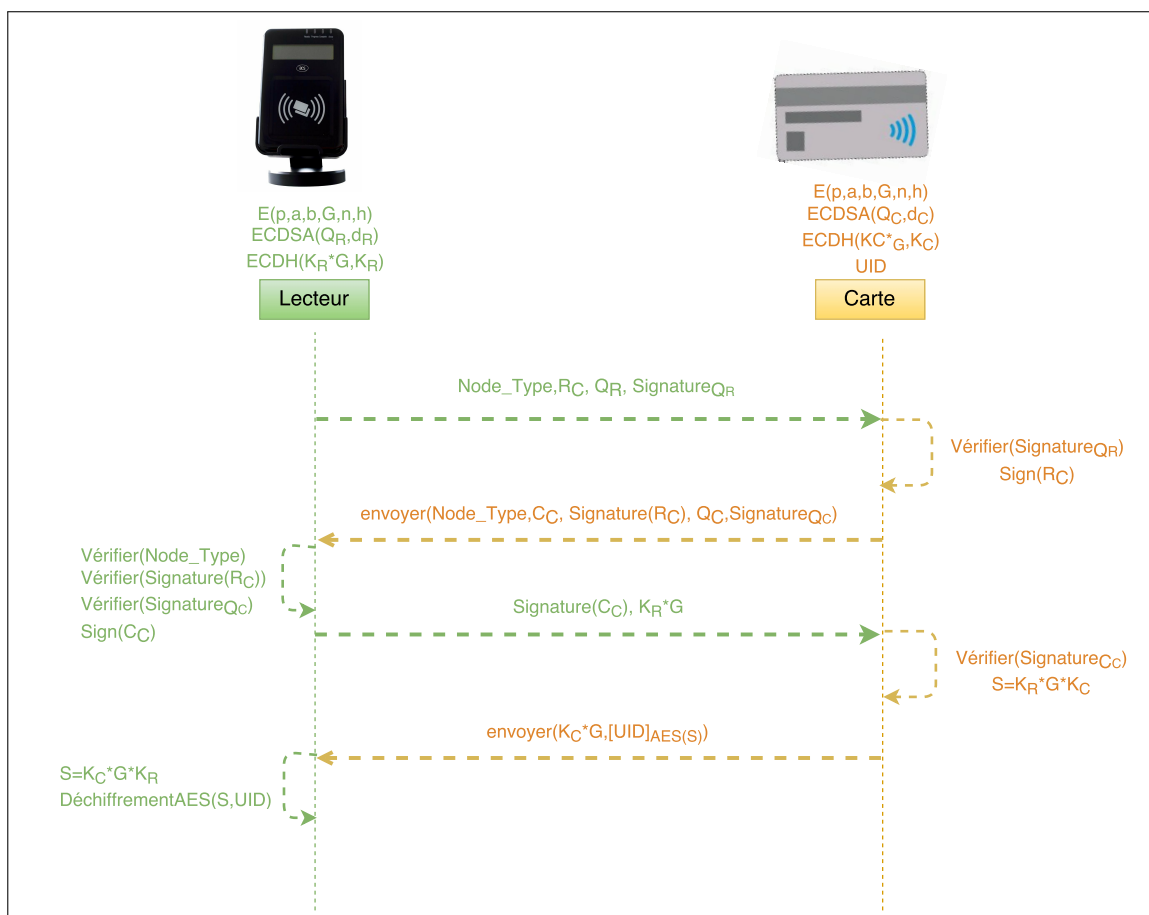 E(p,a,b,G,n,h)
ECDSA(QR,dR)
ECDH(KR*G,KR)
Lecteur
E(p,a,b,G,n,h)
ECDSA(QC,dC)
ECDH(KC*G,KC)
UID
Carte
Node_Type,RC, QR, SignatureQR
Vérifier(SignatureQR)
Sign(RC)
envoyer(Node_Type,CC, Signature(RC), QC,SignatureQC)
Vérifier(Node_Type)
Vérifier(Signature(RC))
Vérifier(SignatureQC)
Sign(CC)
Signature(CC), KR*G
Vérifier(SignatureCC)
S=KR*G*KC
envoyer(KC*G,[UID]AES(S))
S=KC*G*KR
DéchiffrementAES(S,UID)